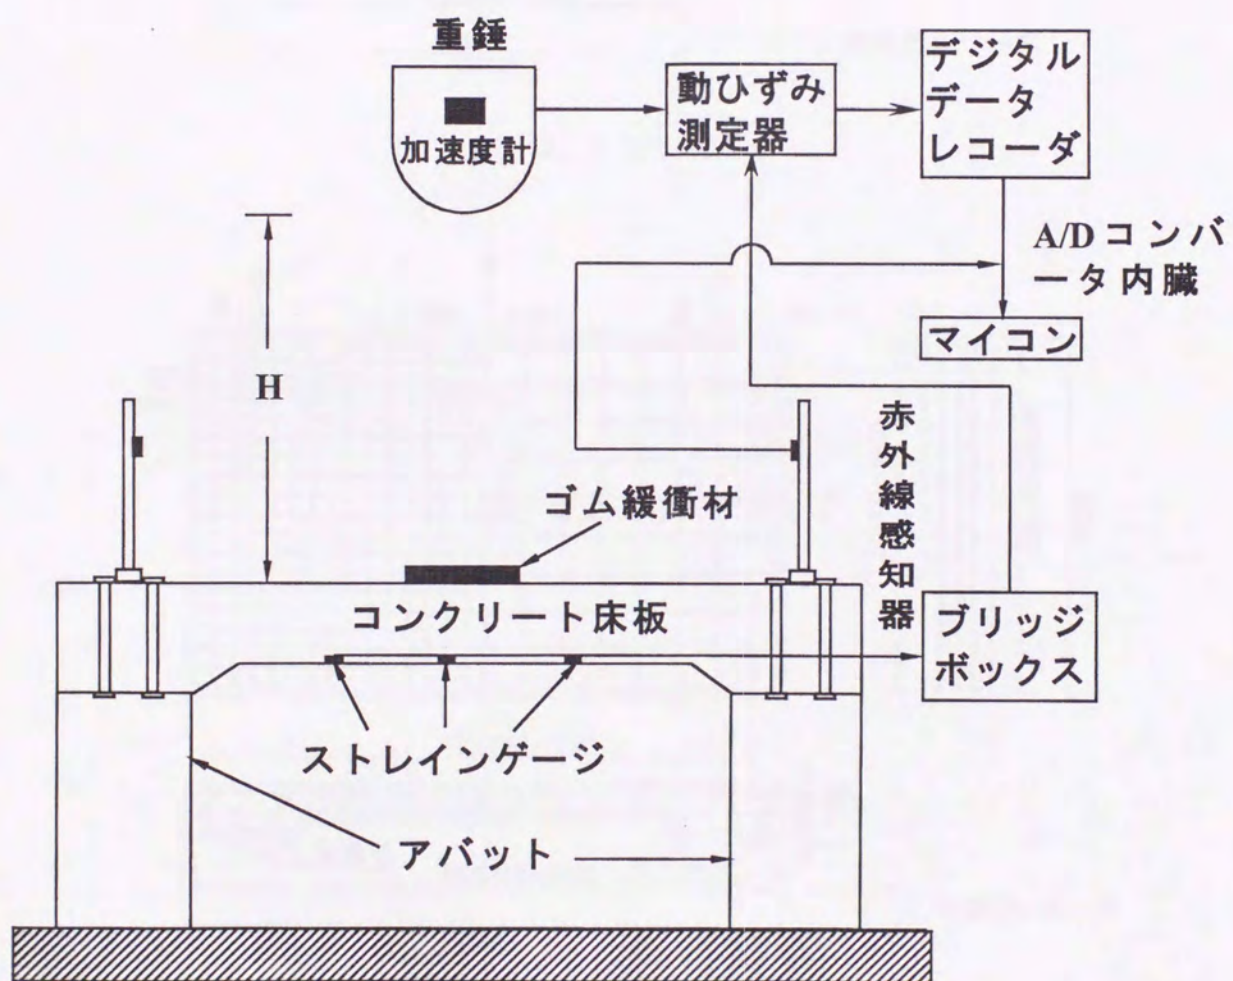 重錘
加速度計
動ひずみ
測定器
デジタル
データ
レコーダ
A/Dコンバ
ータ内臓
マイコン
H
赤外線感知器
ゴム緩衝材
コンクリート床板
ブリッジ
ボックス
ストレインゲージ
アバット